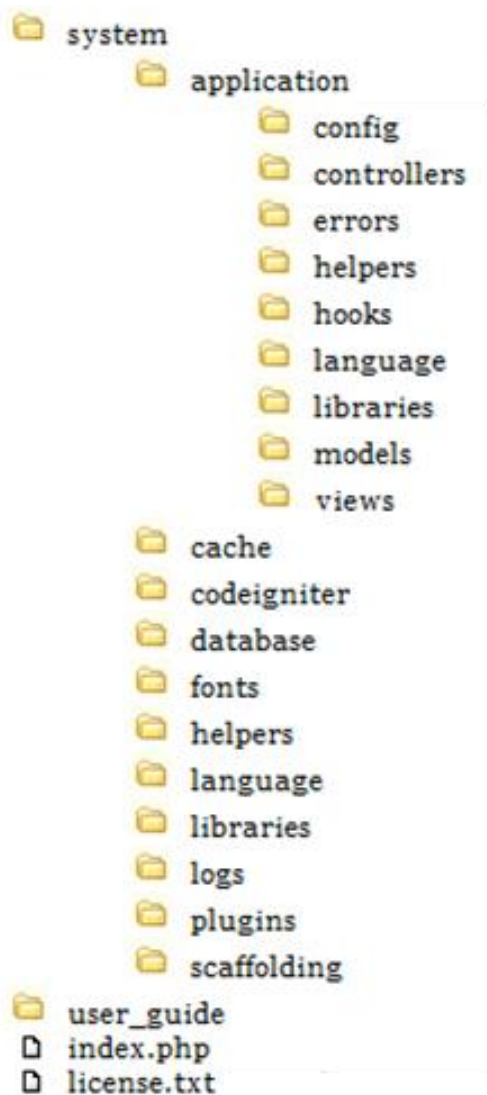 system
application
config
controllers
errors
helpers
hooks
language
libraries
models
views
cache
codeigniter
database
fonts
helpers
language
libraries
logs
plugins
scaffolding
user_guide
index.php
license.txt